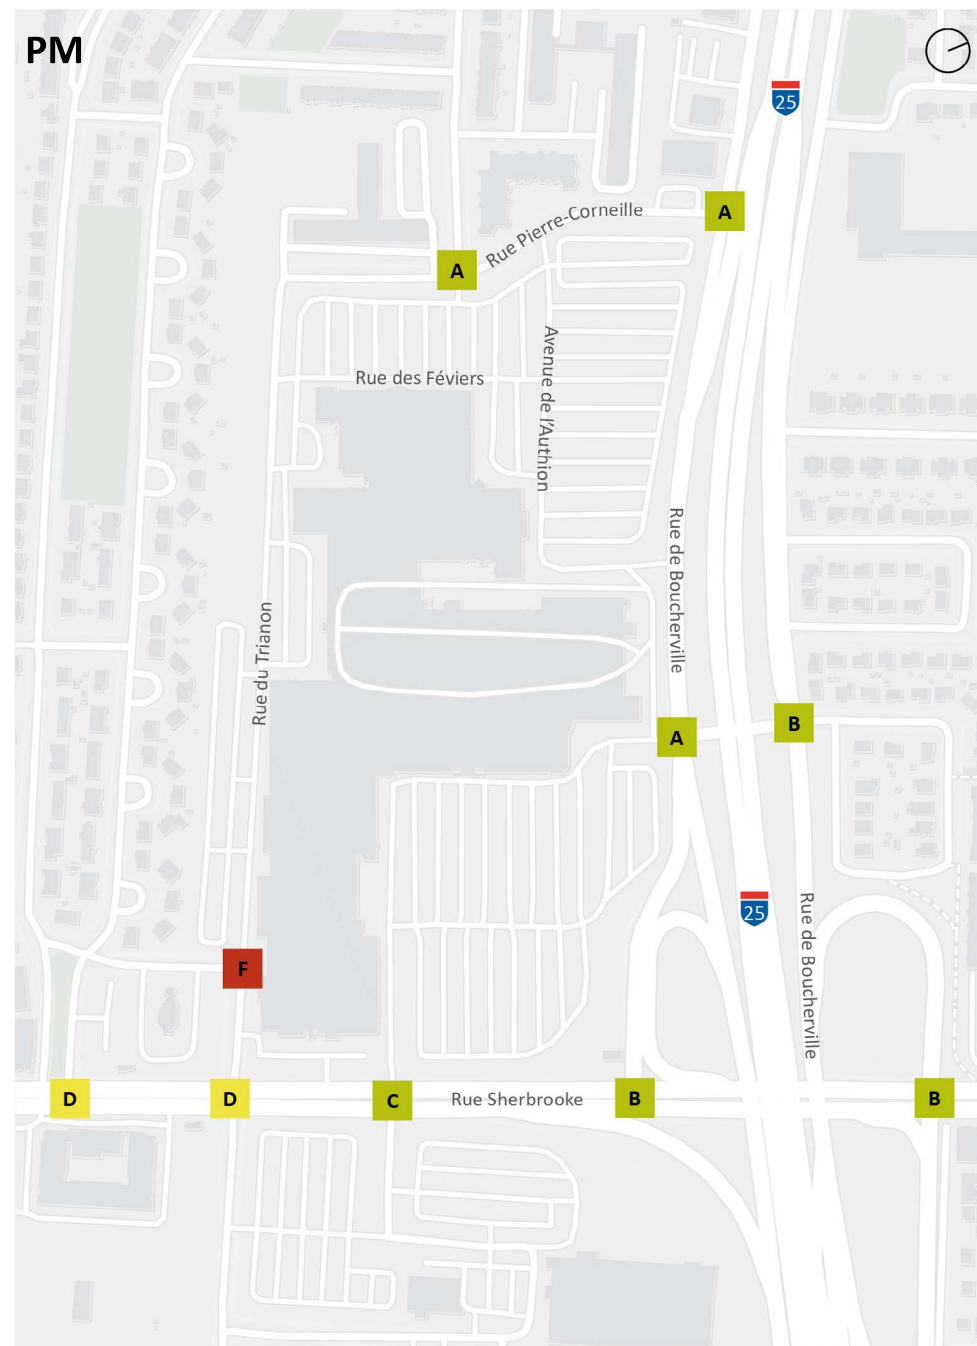 PM
25
A
Rue Pierre-Corneille
A
Avenue de l'Authion
Rue des Féviers
Rue de Boucherville
Rue du Trianon
B
A
25
Rue de Boucherville
F
D
D
C
Rue Sherbrooke
B
B